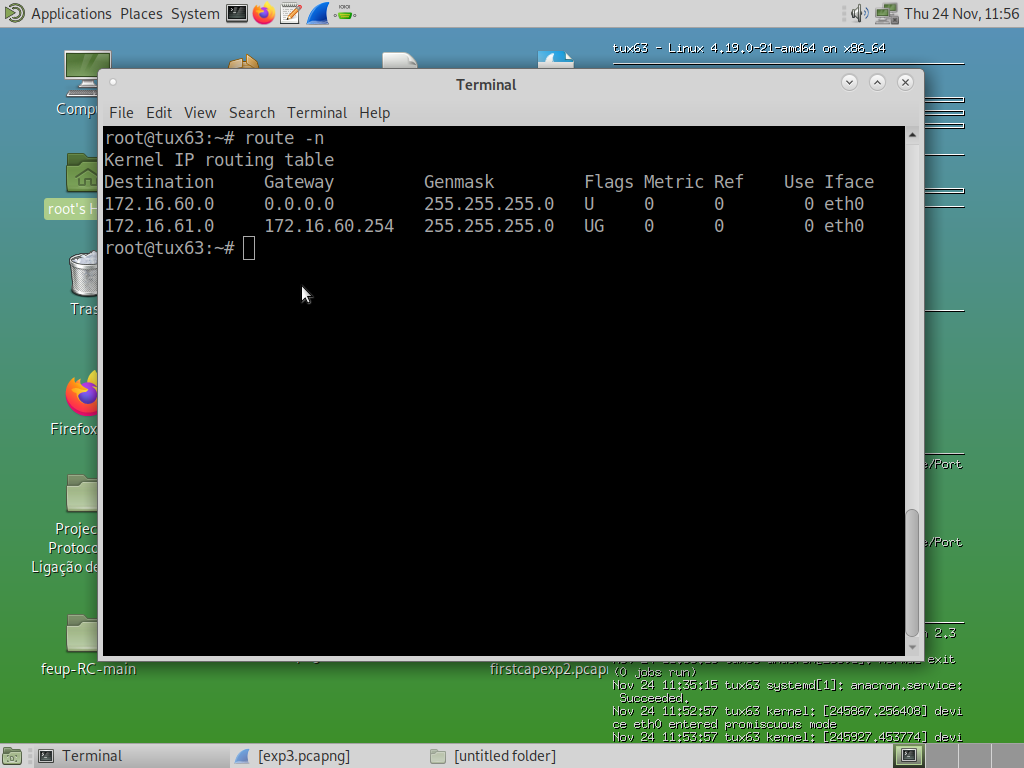 Applications Places System Thu 24 Nov, 11:56
tux63 - Linux 4.19.0-21-amd64 on x86_64
Terminal
File Edit View Search Terminal Help
root@tux63:~# route -n
Kernel IP routing table
Destination Gateway Genmask Flags Metric Ref Use Iface
172.16.60.0 0.0.0.0 255.255.255.0 U 0 0 0 eth0
172.16.61.0 172.16.60.254 255.255.255.0 UG 0 0 0 eth0
root@tux63:~#
root's H
Firefox
e/Port
e/Port
Ligação de
feup-RC-main
firstcapexp2.pcap
2.3
exit
(0 jobs run)
Nov 24 11:35:15 tux63 systemd[1]: anacron.service:
Succeeded.
Nov 24 11:52:57 tux63 kernel: [245867.256408] devi
ce eth0 entered promiscuous mode
Nov 24 11:53:57 tux63 kernel: [245927.453774] devi
Terminal [exp3.pcapng] [untitled folder]